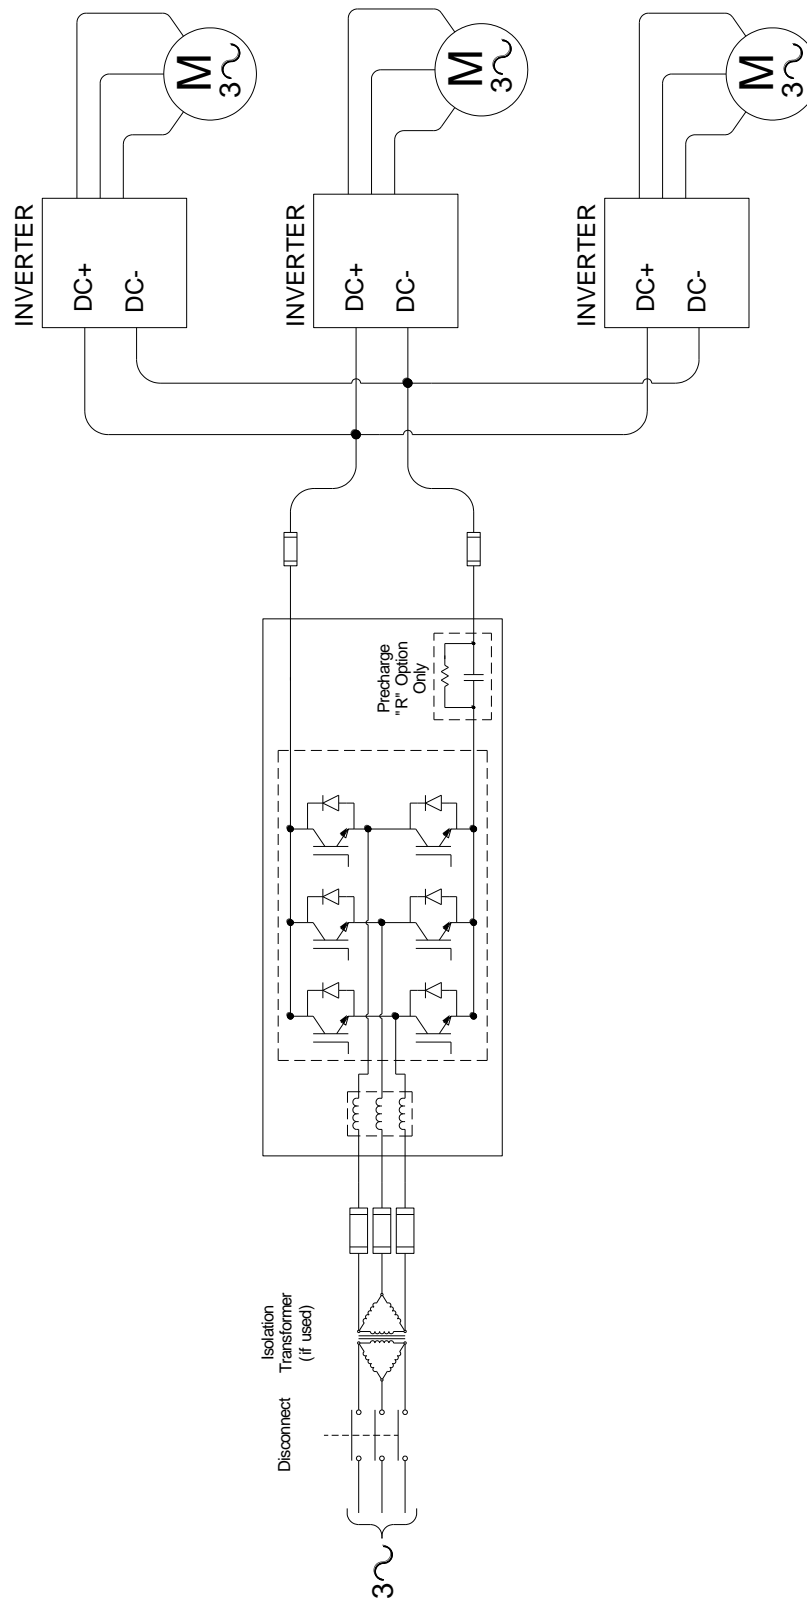 3~
Disconnect
Isolation
Transformer
(if used)
Precharge
"R" Option
Only
INVERTER
DC+
DC-
M
3~
INVERTER
DC+
DC-
M
3~
INVERTER
DC+
DC-
M
3~